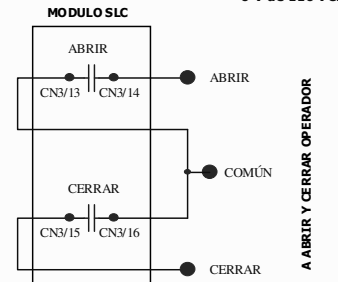 MODULO SLC
ABRIR
ABRIR
CN3/13 CN3/14
COMÚN
CERRAR
CN3/15 CN3/16
CERRAR
A ABRIR Y CERRAR OPERADOR